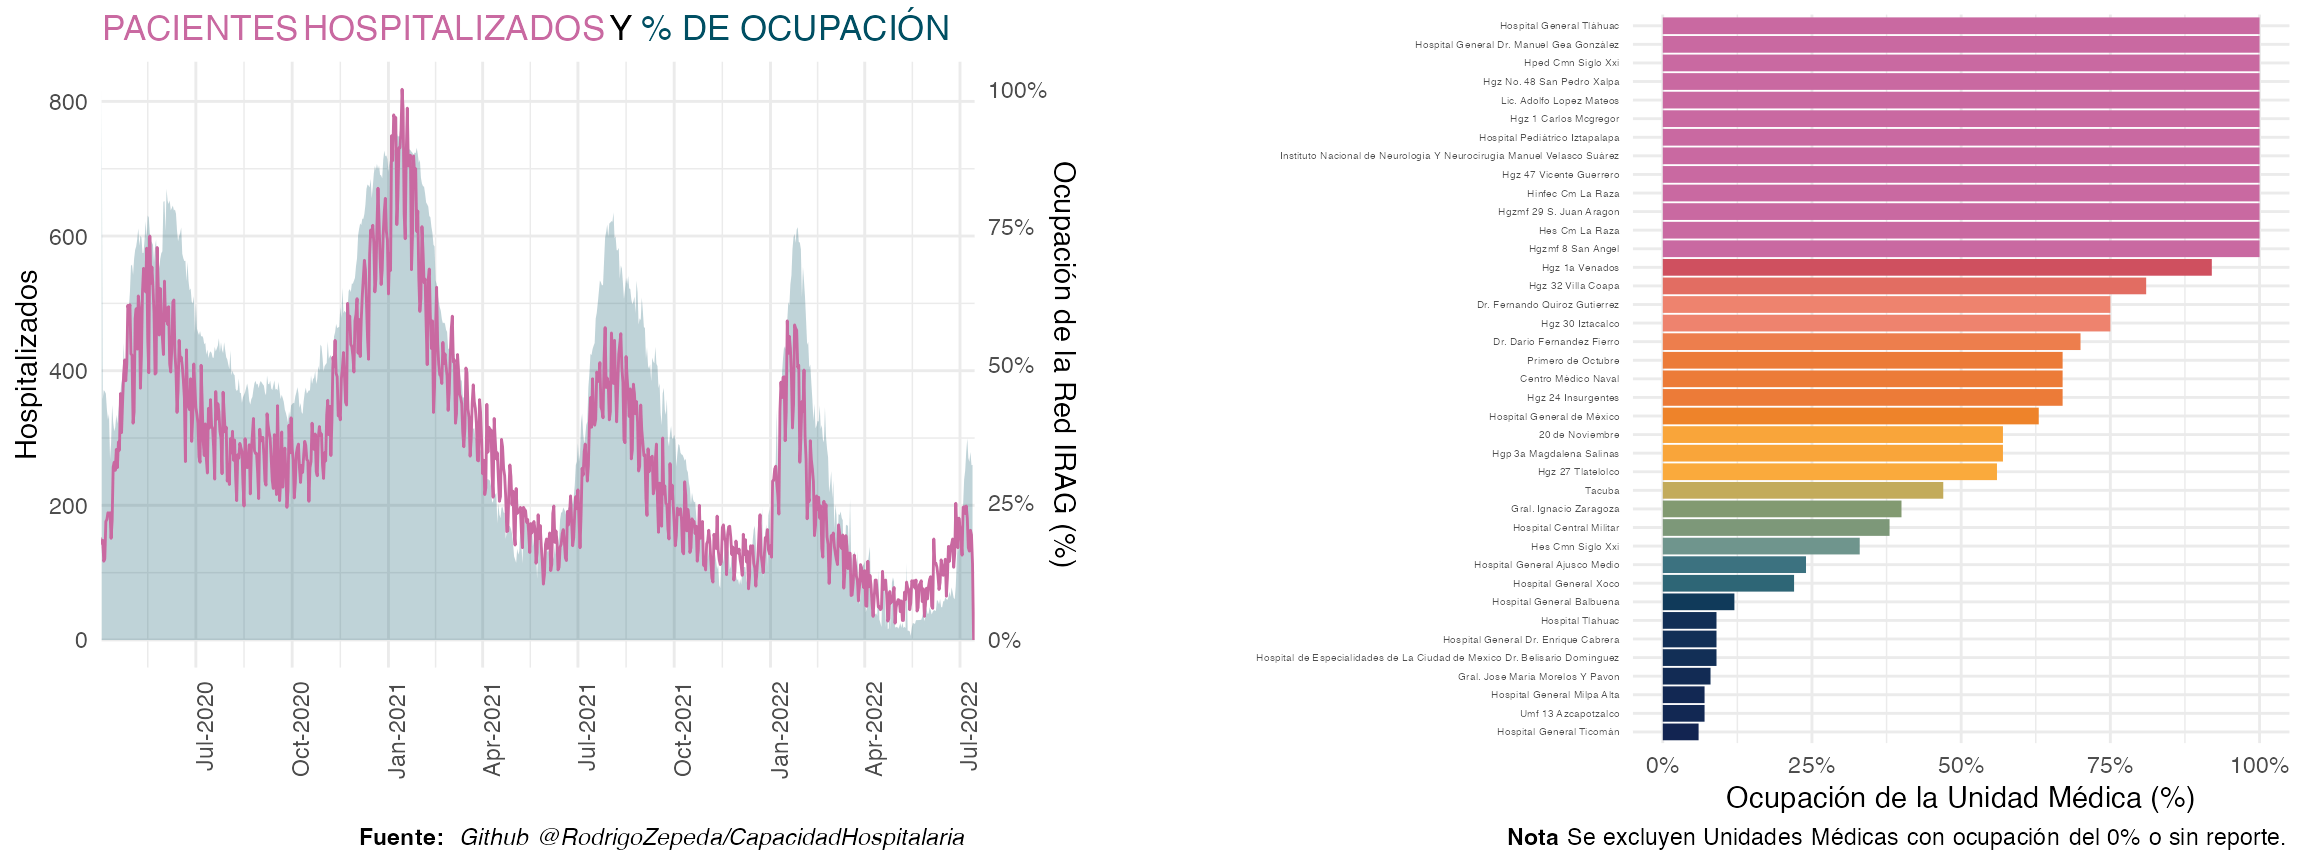 PACIENTES HOSPITALIZADOS Y % DE OCUPACIÓN
Hospitalizados
800
600
400
200
0
100%
75%
50%
25%
0%
Ocupación de la Red IRAG (%)
Jul-2020
Oct-2020
Jan-2021
Apr-2021
Jul-2021
Oct-2021
Jan-2022
Apr-2022
Jul-2022
Fuente: Github @RodrigoZepeda/CapacidadHospitalaria
Hospital General Tláhuac
Hospital General Dr. Manuel Gea González
Hped Cmn Siglo Xxi
Hgz No. 48 San Pedro Xalpa
Lic. Adolfo Lopez Mateos
Hgz 1 Carlos Mcgregor
Hospital Pediátrico Iztapalapa
Instituto Nacional de Neurología Y Neurocirugía Manuel Velasco Suárez
Hgz 47 Vicente Guerrero
Hinfec Cm La Raza
Hgzmf 29 S. Juan Aragon
Hes Cm La Raza
Hgzmf 8 San Angel
Hgz 1a Venados
Hgz 32 Villa Coapa
Dr. Fernando Quiroz Gutierrez
Hgz 30 Iztacalco
Dr. Dario Fernandez Fierro
Primero de Octubre
Centro Médico Naval
Hgz 24 Insurgentes
Hospital General de México
20 de Noviembre
Hgp 3a Magdalena Salinas
Hgz 27 Tlatelolco
Tacuba
Gral. Ignacio Zaragoza
Hospital Central Militar
Hes Cmn Siglo Xxi
Hospital General Ajusco Medio
Hospital General Xoco
Hospital General Balbuena
Hospital Tlahuac
Hospital General Dr. Enrique Cabrera
Hospital de Especialidades de La Ciudad de Mexico Dr. Belisario Dominguez
Gral. Jose Maria Morelos Y Pavon
Hospital General Milpa Alta
Umf 13 Azcapotzalco
Hospital General Ticomán
0%
25%
50%
75%
100%
Ocupación de la Unidad Médica (%)
Nota Se excluyen Unidades Médicas con ocupación del 0% o sin reporte.